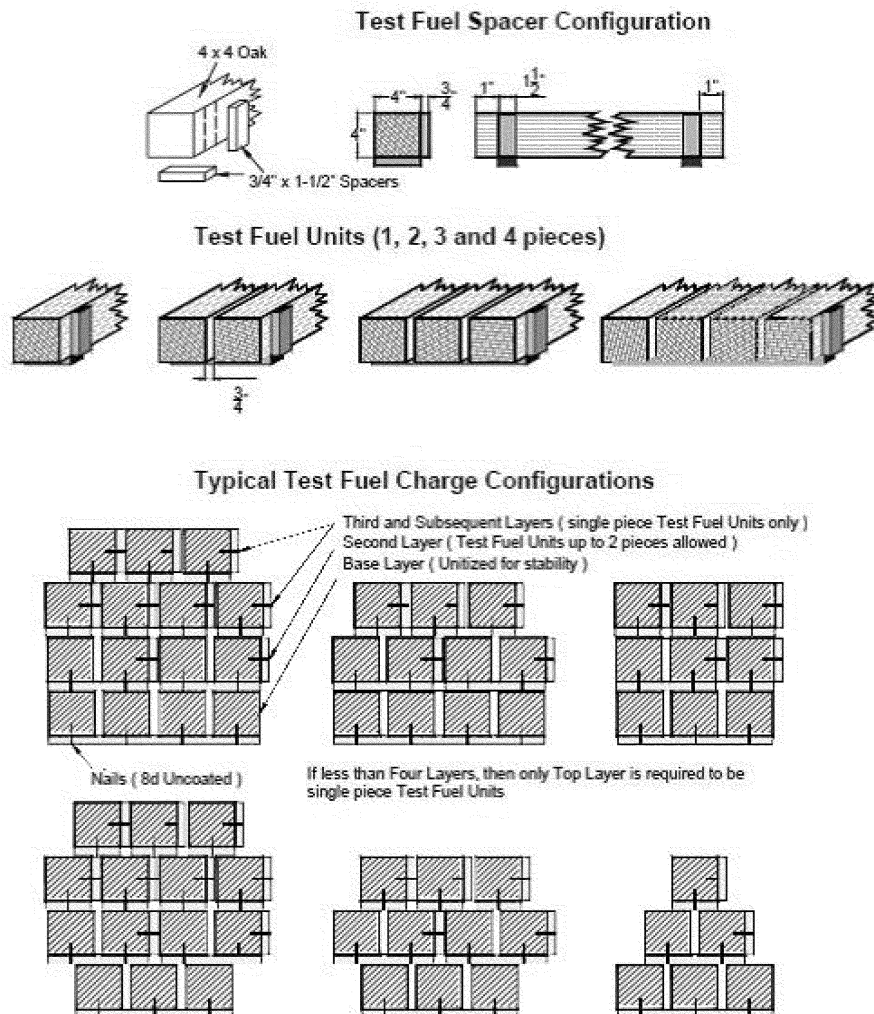 Test Fuel Spacer Configuration
4 x 4 Oak
4"
3/4"
1"
1 1/2"
1"
4"
3/4" x 1-1/2" Spacers
Test Fuel Units (1, 2, 3 and 4 pieces)
3/4"
Typical Test Fuel Charge Configurations
Third and Subsequent Layers ( single piece Test Fuel Units only )
Second Layer ( Test Fuel Units up to 2 pieces allowed )
Base Layer ( Unitized for stability )
Nails ( 8d Uncoated )
If less than Four Layers, then only Top Layer is required to be
single piece Test Fuel Units